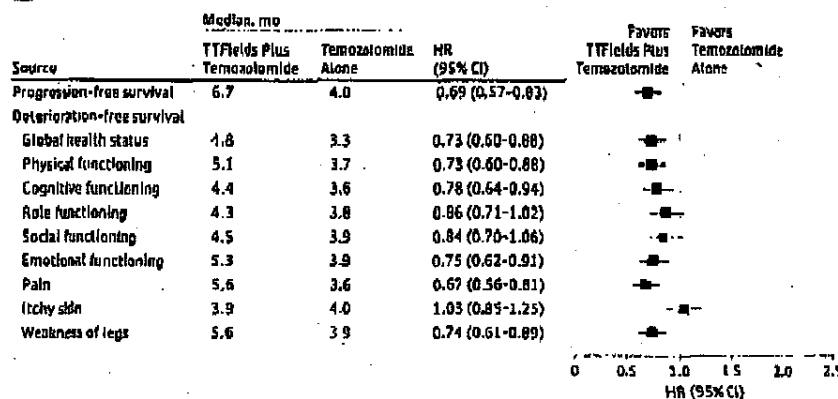 Median, mo
TTFields Plus Temozolomide
Temozolomide Alone
HR (95% CI)
Favors TTFields Plus Temozolomide
Favors Temozolomide Alone
Source
Progression-free survival 6.7 4.0 0.69 (0.57-0.83)
Deterioration-free survival
Global health status 4.8 3.3 0.73 (0.60-0.88)
Physical functioning 5.1 3.7 0.73 (0.60-0.88)
Cognitive functioning 4.4 3.6 0.78 (0.64-0.94)
Role functioning 4.3 3.8 0.86 (0.71-1.02)
Social functioning 4.5 3.9 0.84 (0.70-1.06)
Emotional functioning 5.3 3.9 0.75 (0.62-0.91)
Pain 5.6 3.6 0.67 (0.56-0.81)
Itchy skin 3.9 4.0 1.03 (0.85-1.25)
Weakness of legs 5.6 3.9 0.74 (0.61-0.89)
0 0.5 1.0 1.5 2.0 2.5
HR (95% CI)